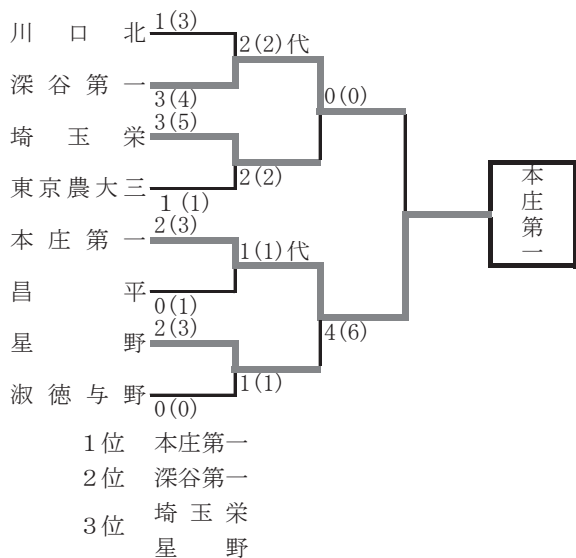 川口北 1(3)
2(2)代
深谷第一 3(4)
0(0)
埼玉栄 3(5)
2(2)
東京農大三 1(1)
本庄第一
本庄第一 2(3)
1(1)代
昌平 0(1)
4(6)
星野 2(3)
1(1)
淑徳与野 0(0)
1位 本庄第一
2位 深谷第一
3位 埼玉栄
星野